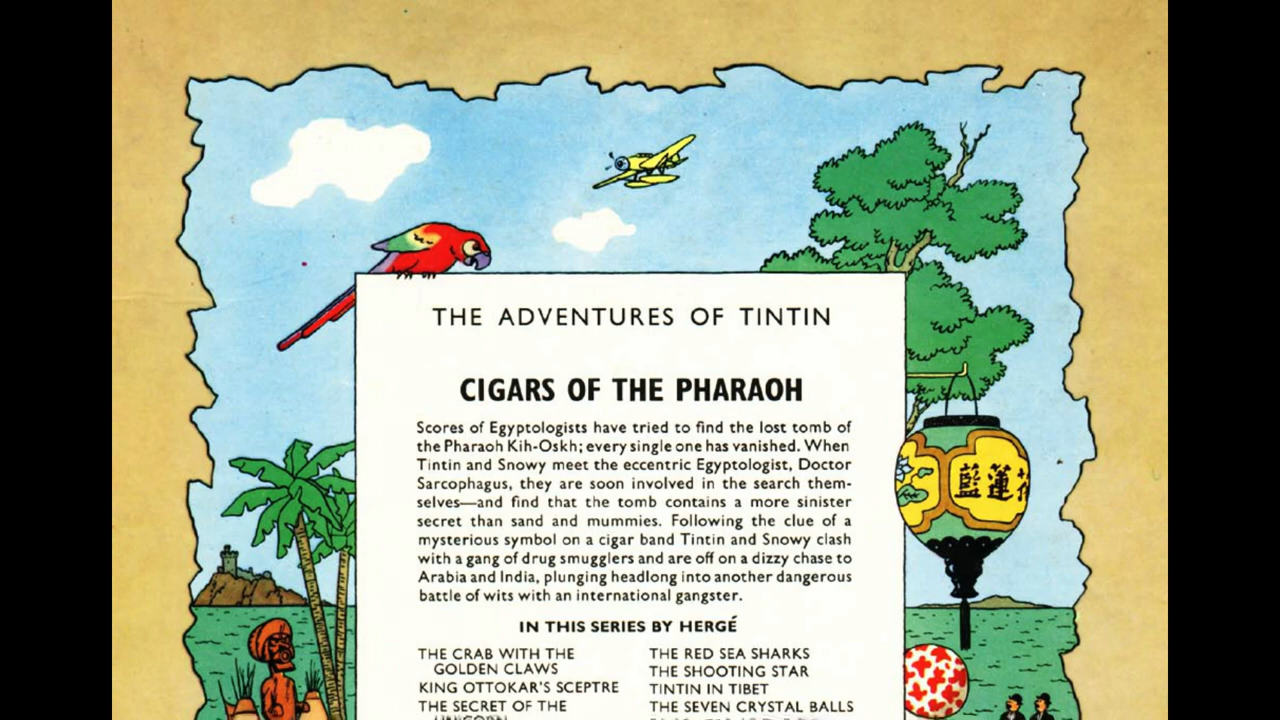 THE ADVENTURES OF TINTIN
CIGARS OF THE PHARAOH
Scores of Egyptologists have tried to find the lost tomb of
the Pharaoh Kih-Oskh; every single one has vanished. When
Tintin and Snowy meet the eccentric Egyptologist, Doctor
Sarcophagus, they are soon involved in the search them-
selves—and find that the tomb contains a more sinister
secret than sand and mummies. Following the clue of a
mysterious symbol on a cigar band Tintin and Snowy clash
with a gang of drug smugglers and are off on a dizzy chase to
Arabia and India, plunging headlong into another dangerous
battle of wits with an international gangster.
IN THIS SERIES BY HERGÉ
THE CRAB WITH THE
GOLDEN CLAWS
KING OTTOKAR'S SCEPTRE
THE SECRET OF THE
UNICORN
THE RED SEA SHARKS
THE SHOOTING STAR
TINTIN IN TIBET
THE SEVEN CRYSTAL BALLS
藍蓮